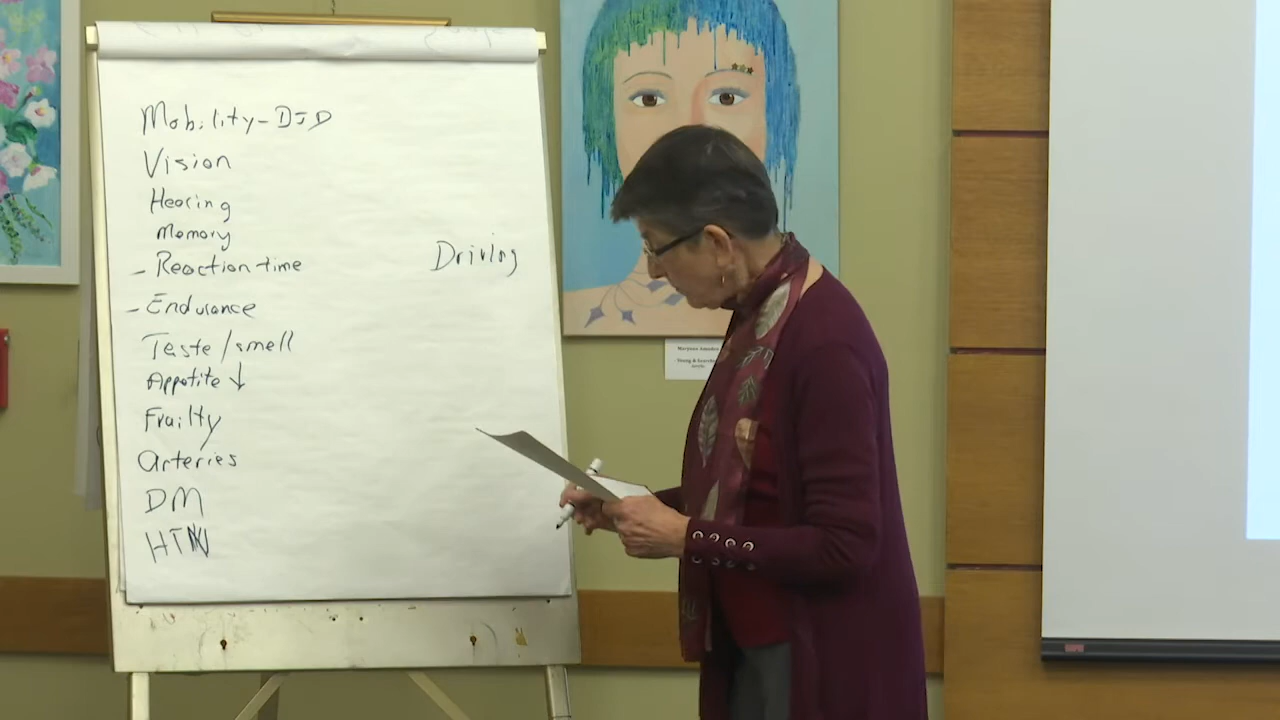 Mobility - DJD
Vision
Hearing
Memory
- Reaction time
Driving
- Endurance
Taste/smell
Appetite ↓
Frailty
Arteries
DM
HTN